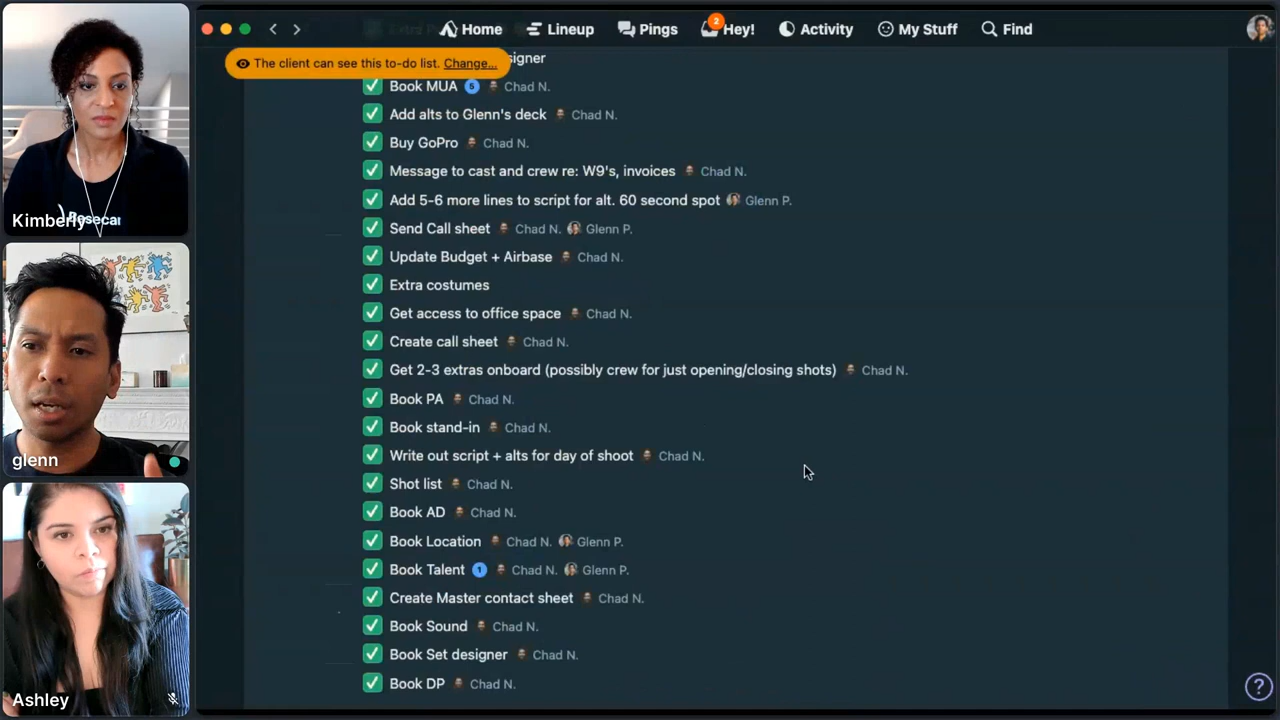 Home
Lineup
Pings
2
Hey!
Activity
My Stuff
Find
The client can see this to-do list. Change...
signer
Book MUA 5 Chad N.
Add alts to Glenn's deck Chad N.
Buy GoPro Chad N.
Message to cast and crew re: W9's, invoices Chad N.
Add 5-6 more lines to script for alt. 60 second spot Glenn P.
Send Call sheet Chad N. Glenn P.
Update Budget + Airbase Chad N.
Extra costumes
Get access to office space Chad N.
Create call sheet Chad N.
Get 2-3 extras onboard (possibly crew for just opening/closing shots) Chad N.
Book PA Chad N.
Book stand-in Chad N.
Write out script + alts for day of shoot Chad N.
Shot list Chad N.
Book AD Chad N.
Book Location Chad N. Glenn P.
Book Talent 1 Chad N. Glenn P.
Create Master contact sheet Chad N.
Book Sound Chad N.
Book Set designer Chad N.
Book DP Chad N.
?
Kimberly
glenn
Ashley